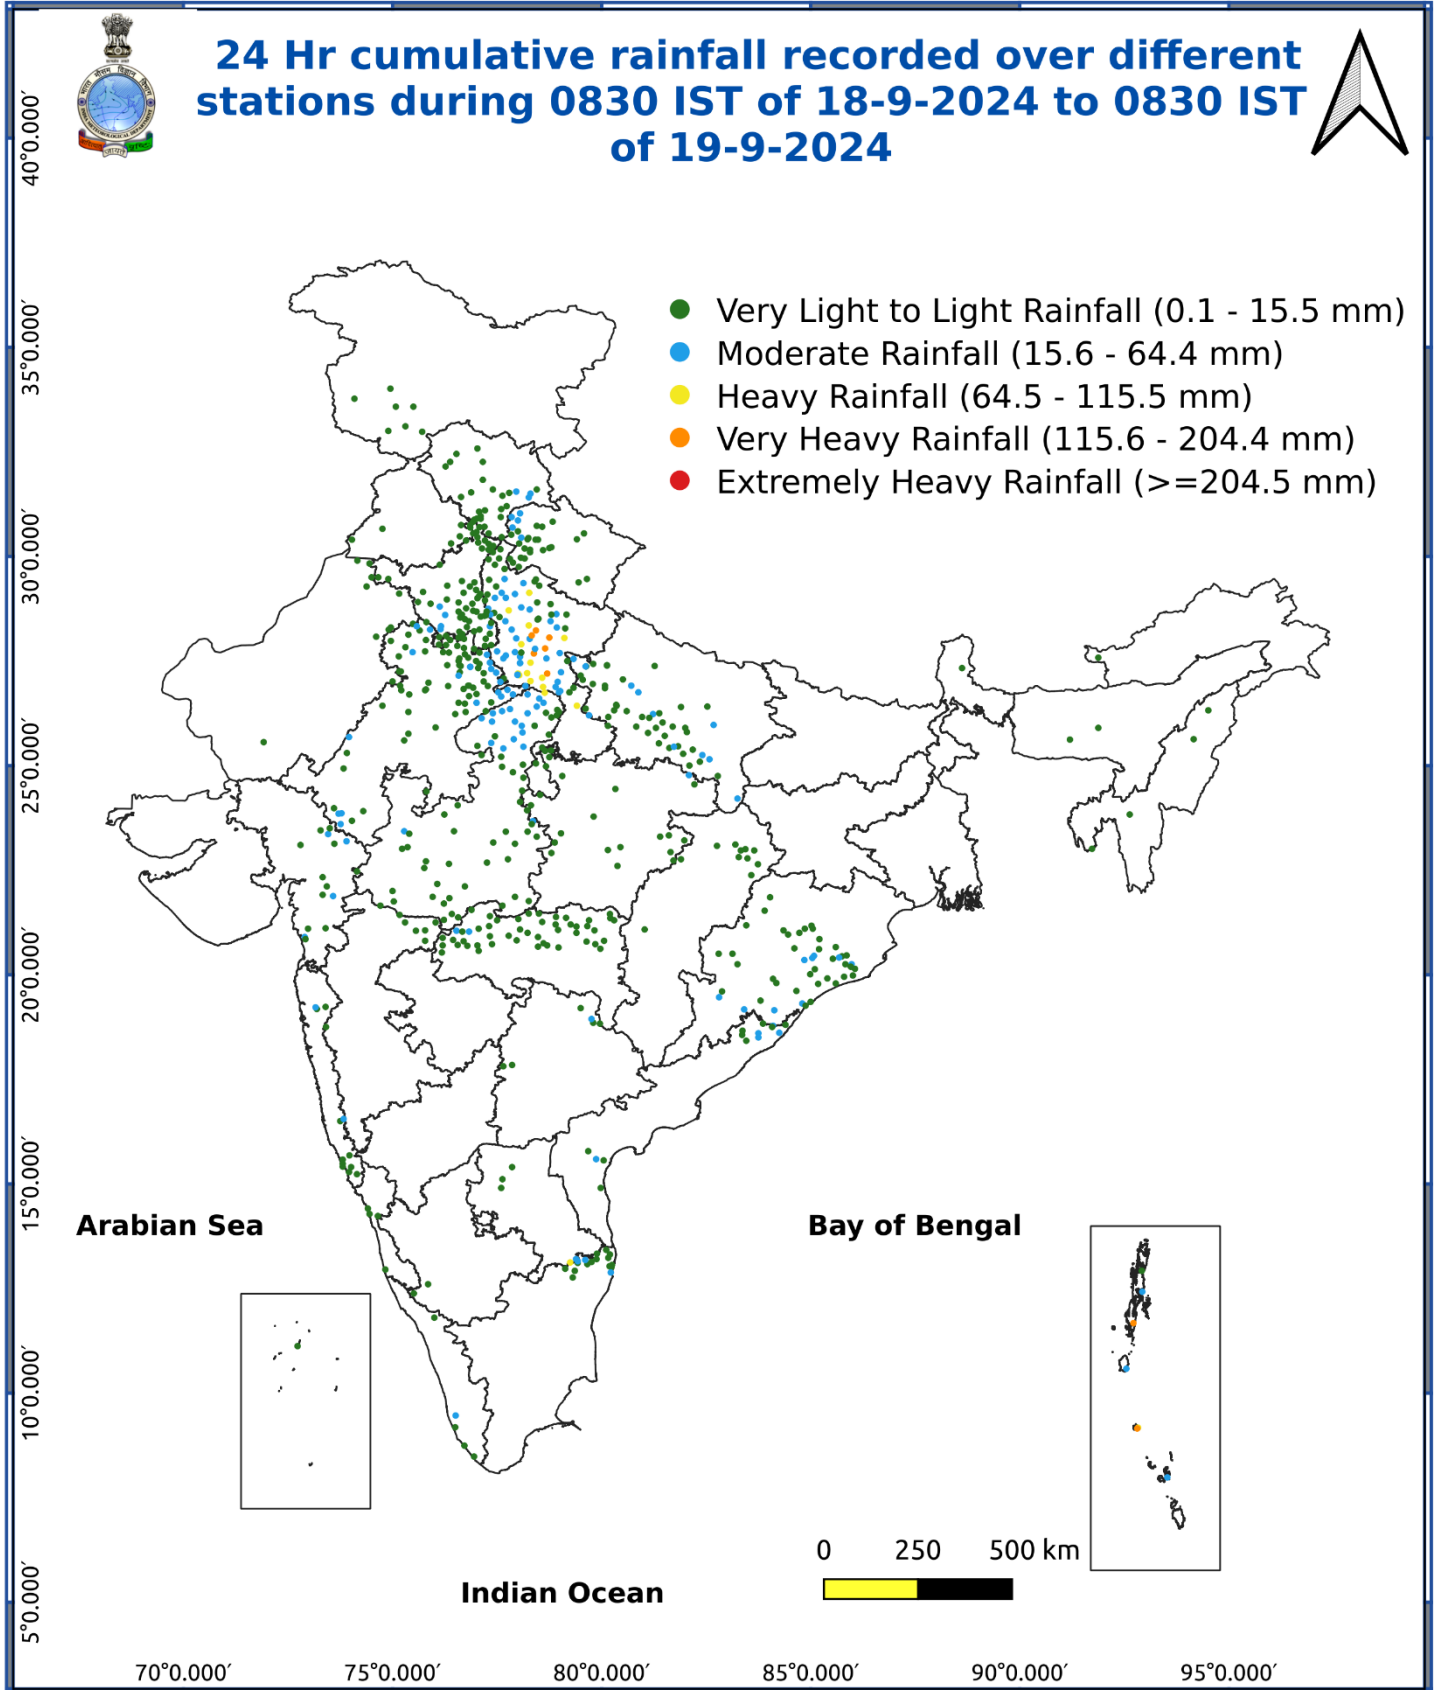 24 Hr cumulative rainfall recorded over different
stations during 0830 IST of 18-9-2024 to 0830 IST
of 19-9-2024
Very Light to Light Rainfall (0.1 - 15.5 mm)
Moderate Rainfall (15.6 - 64.4 mm)
Heavy Rainfall (64.5 - 115.5 mm)
Very Heavy Rainfall (115.6 - 204.4 mm)
Extremely Heavy Rainfall (>=204.5 mm)
40°0.000′
35°0.000′
30°0.000′
25°0.000′
20°0.000′
15°0.000′
10°0.000′
5°0.000′
Arabian Sea
Bay of Bengal
Indian Ocean
0 250 500 km
70°0.000′ 75°0.000′ 80°0.000′ 85°0.000′ 90°0.000′ 95°0.000′